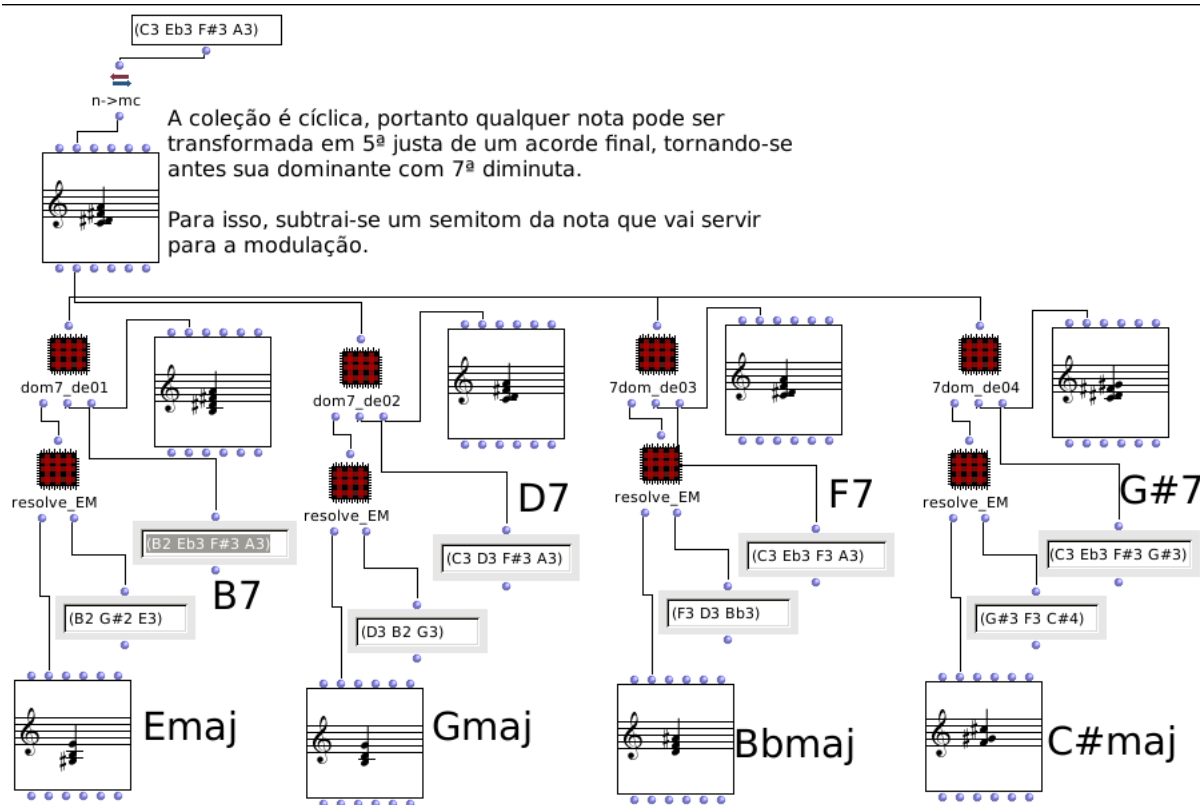 (C3 Eb3 F#3 A3)
n->mc
A coleção é cíclica, portanto qualquer nota pode ser
transformada em 5ª justa de um acorde final, tornando-se
antes sua dominante com 7ª diminuta.
Para isso, subtrai-se um semitom da nota que vai servir
para a modulação.
dom7_de01
dom7_de02
7dom_de03
7dom_de04
resolve_EM
resolve_EM
resolve_EM
resolve_EM
D7
F7
G#7
(B2 Eb3 F#3 A3)
(C3 D3 F#3 A3)
(C3 Eb3 F3 A3)
(C3 Eb3 F#3 G#3)
B7
(B2 G#2 E3)
(D3 B2 G3)
(F3 D3 Bb3)
(G#3 F3 C#4)
Emaj
Gmaj
Bbmaj
C#maj